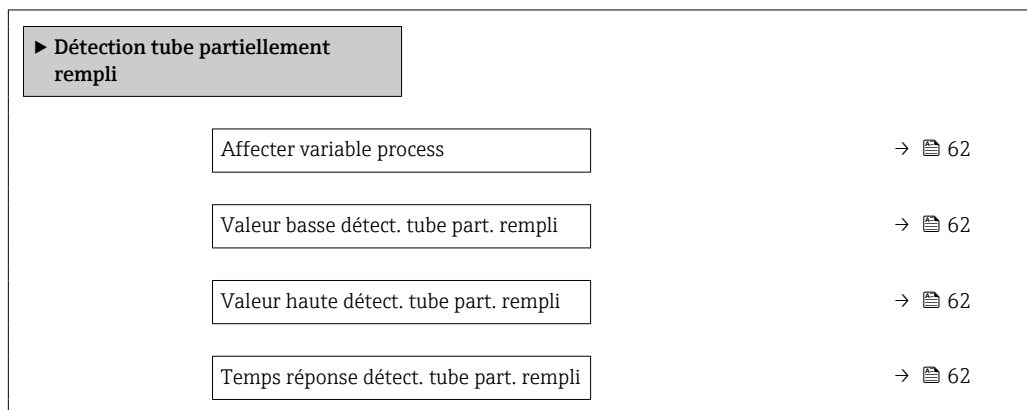 ▶ Détection tube partiellement
rempli
Affecter variable process → 62
Valeur basse détect. tube part. rempli → 62
Valeur haute détect. tube part. rempli → 62
Temps réponse détect. tube part. rempli → 62